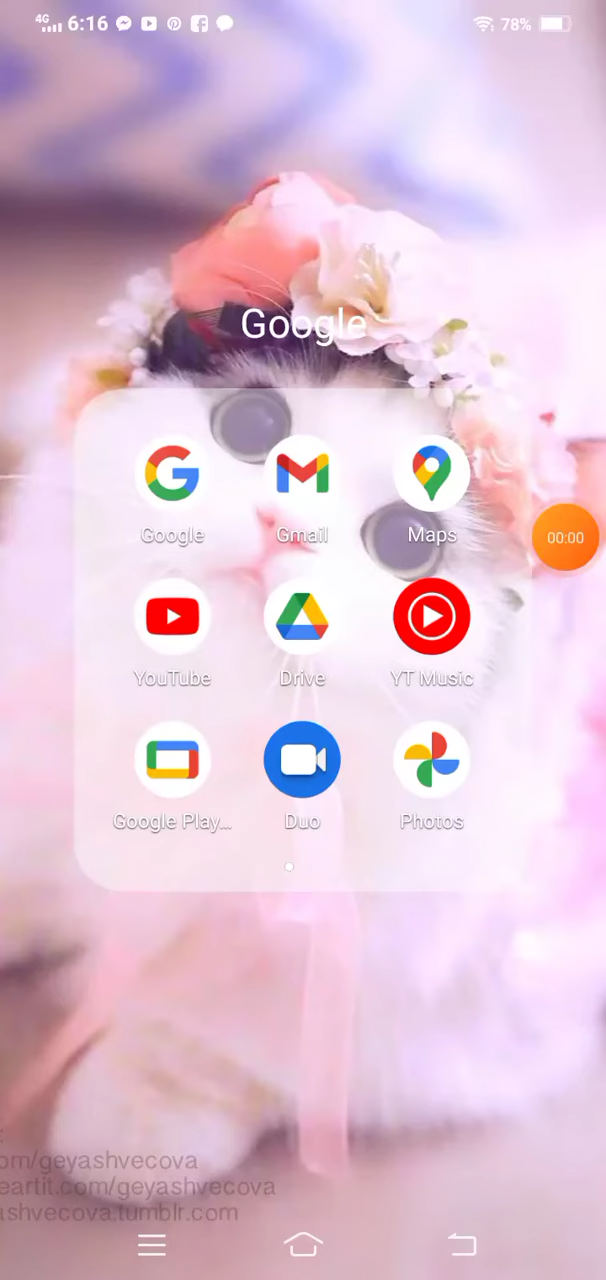 4G 6:16 78%
Google
Google Gmail Maps
00:00
YouTube Drive YT Music
Google Play... Duo Photos
om/geyashvecova
eartit.com/geyashvecova
ashvecova.tumblr.com